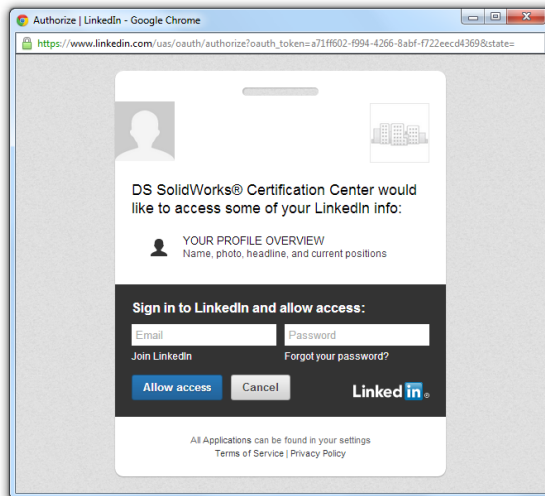 Authorize | LinkedIn - Google Chrome
https://www.linkedin.com/uas/oauth/authorize?oauth_token=a71ff602-f994-4266-8abf-f722eecd4369&state=
DS SolidWorks® Certification Center would
like to access some of your LinkedIn info:
YOUR PROFILE OVERVIEW
Name, photo, headline, and current positions
Sign in to LinkedIn and allow access:
Email Password
Join LinkedIn Forgot your password?
Allow access Cancel Linked in®
All Applications can be found in your settings
Terms of Service | Privacy Policy